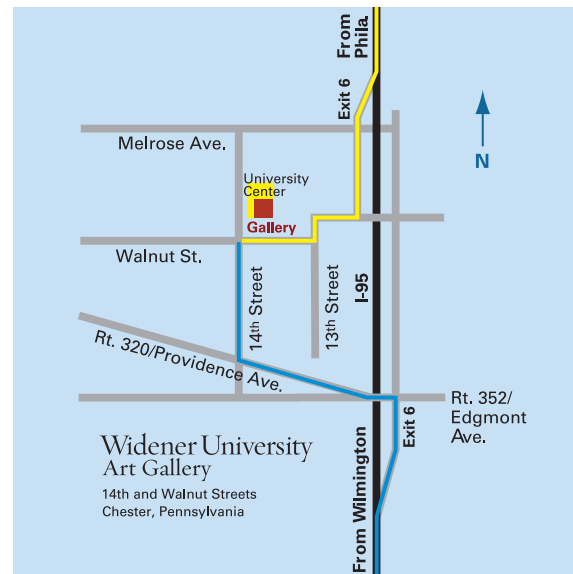 From
Phila.
Exit 6
Melrose Ave.
N
University
Center
Gallery
Walnut St.
14th Street
13th Street
I-95
Rt. 320/Providence Ave.
Rt. 352/
Edgmont
Ave.
Exit 6
From Wilmington
Widener University
Art Gallery
14th and Walnut Streets
Chester, Pennsylvania